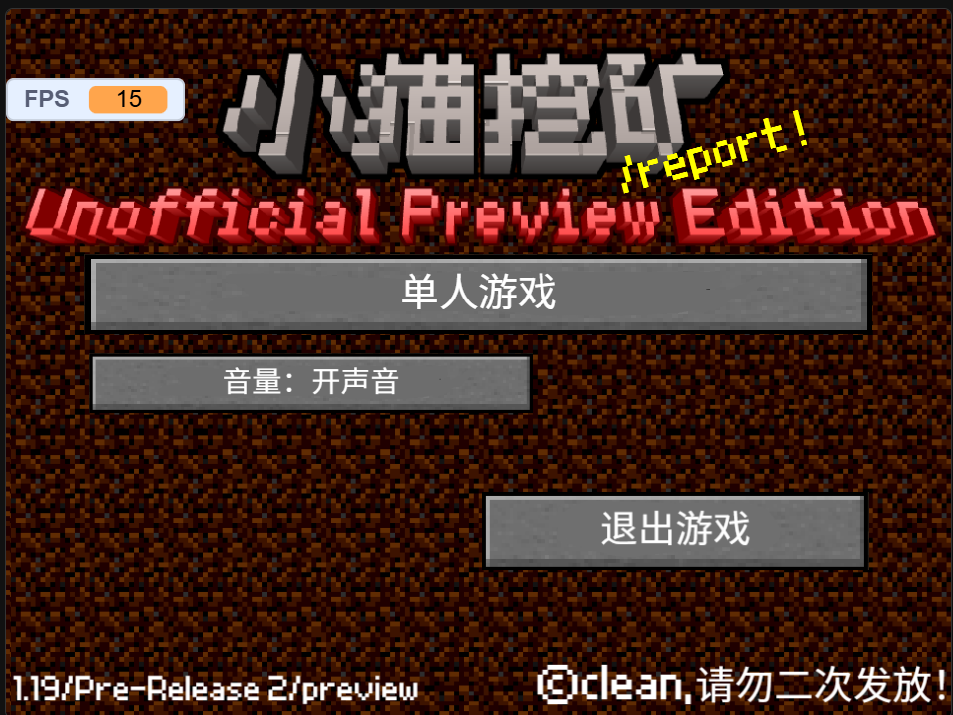 小猫挖矿
FPS 15
/report!
Unofficial Preview Edition
单人游戏
音量：开声音
退出游戏
1.19/Pre-Release 2/preview
©clean,请勿二次发放!